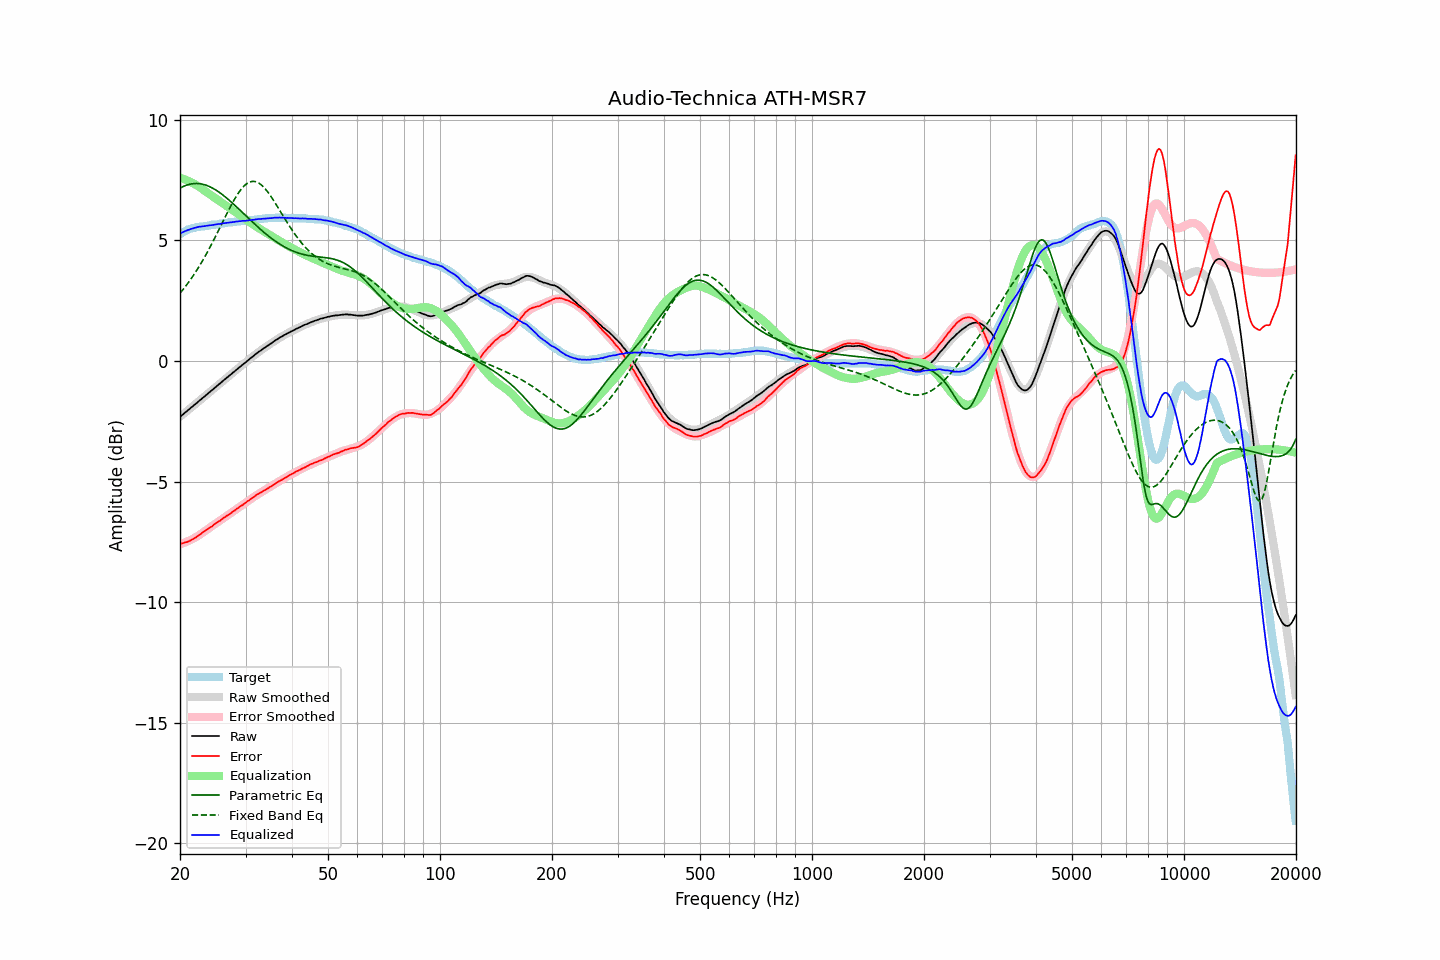 Audio-Technica ATH-MSR7
10
5
0
−5
−10
−15
−20
Amplitude (dBr)
Target
Raw Smoothed
Error Smoothed
Raw
Error
Equalization
Parametric Eq
Fixed Band Eq
Equalized
20 50 100 200 500 1000 2000 5000 10000 20000
Frequency (Hz)